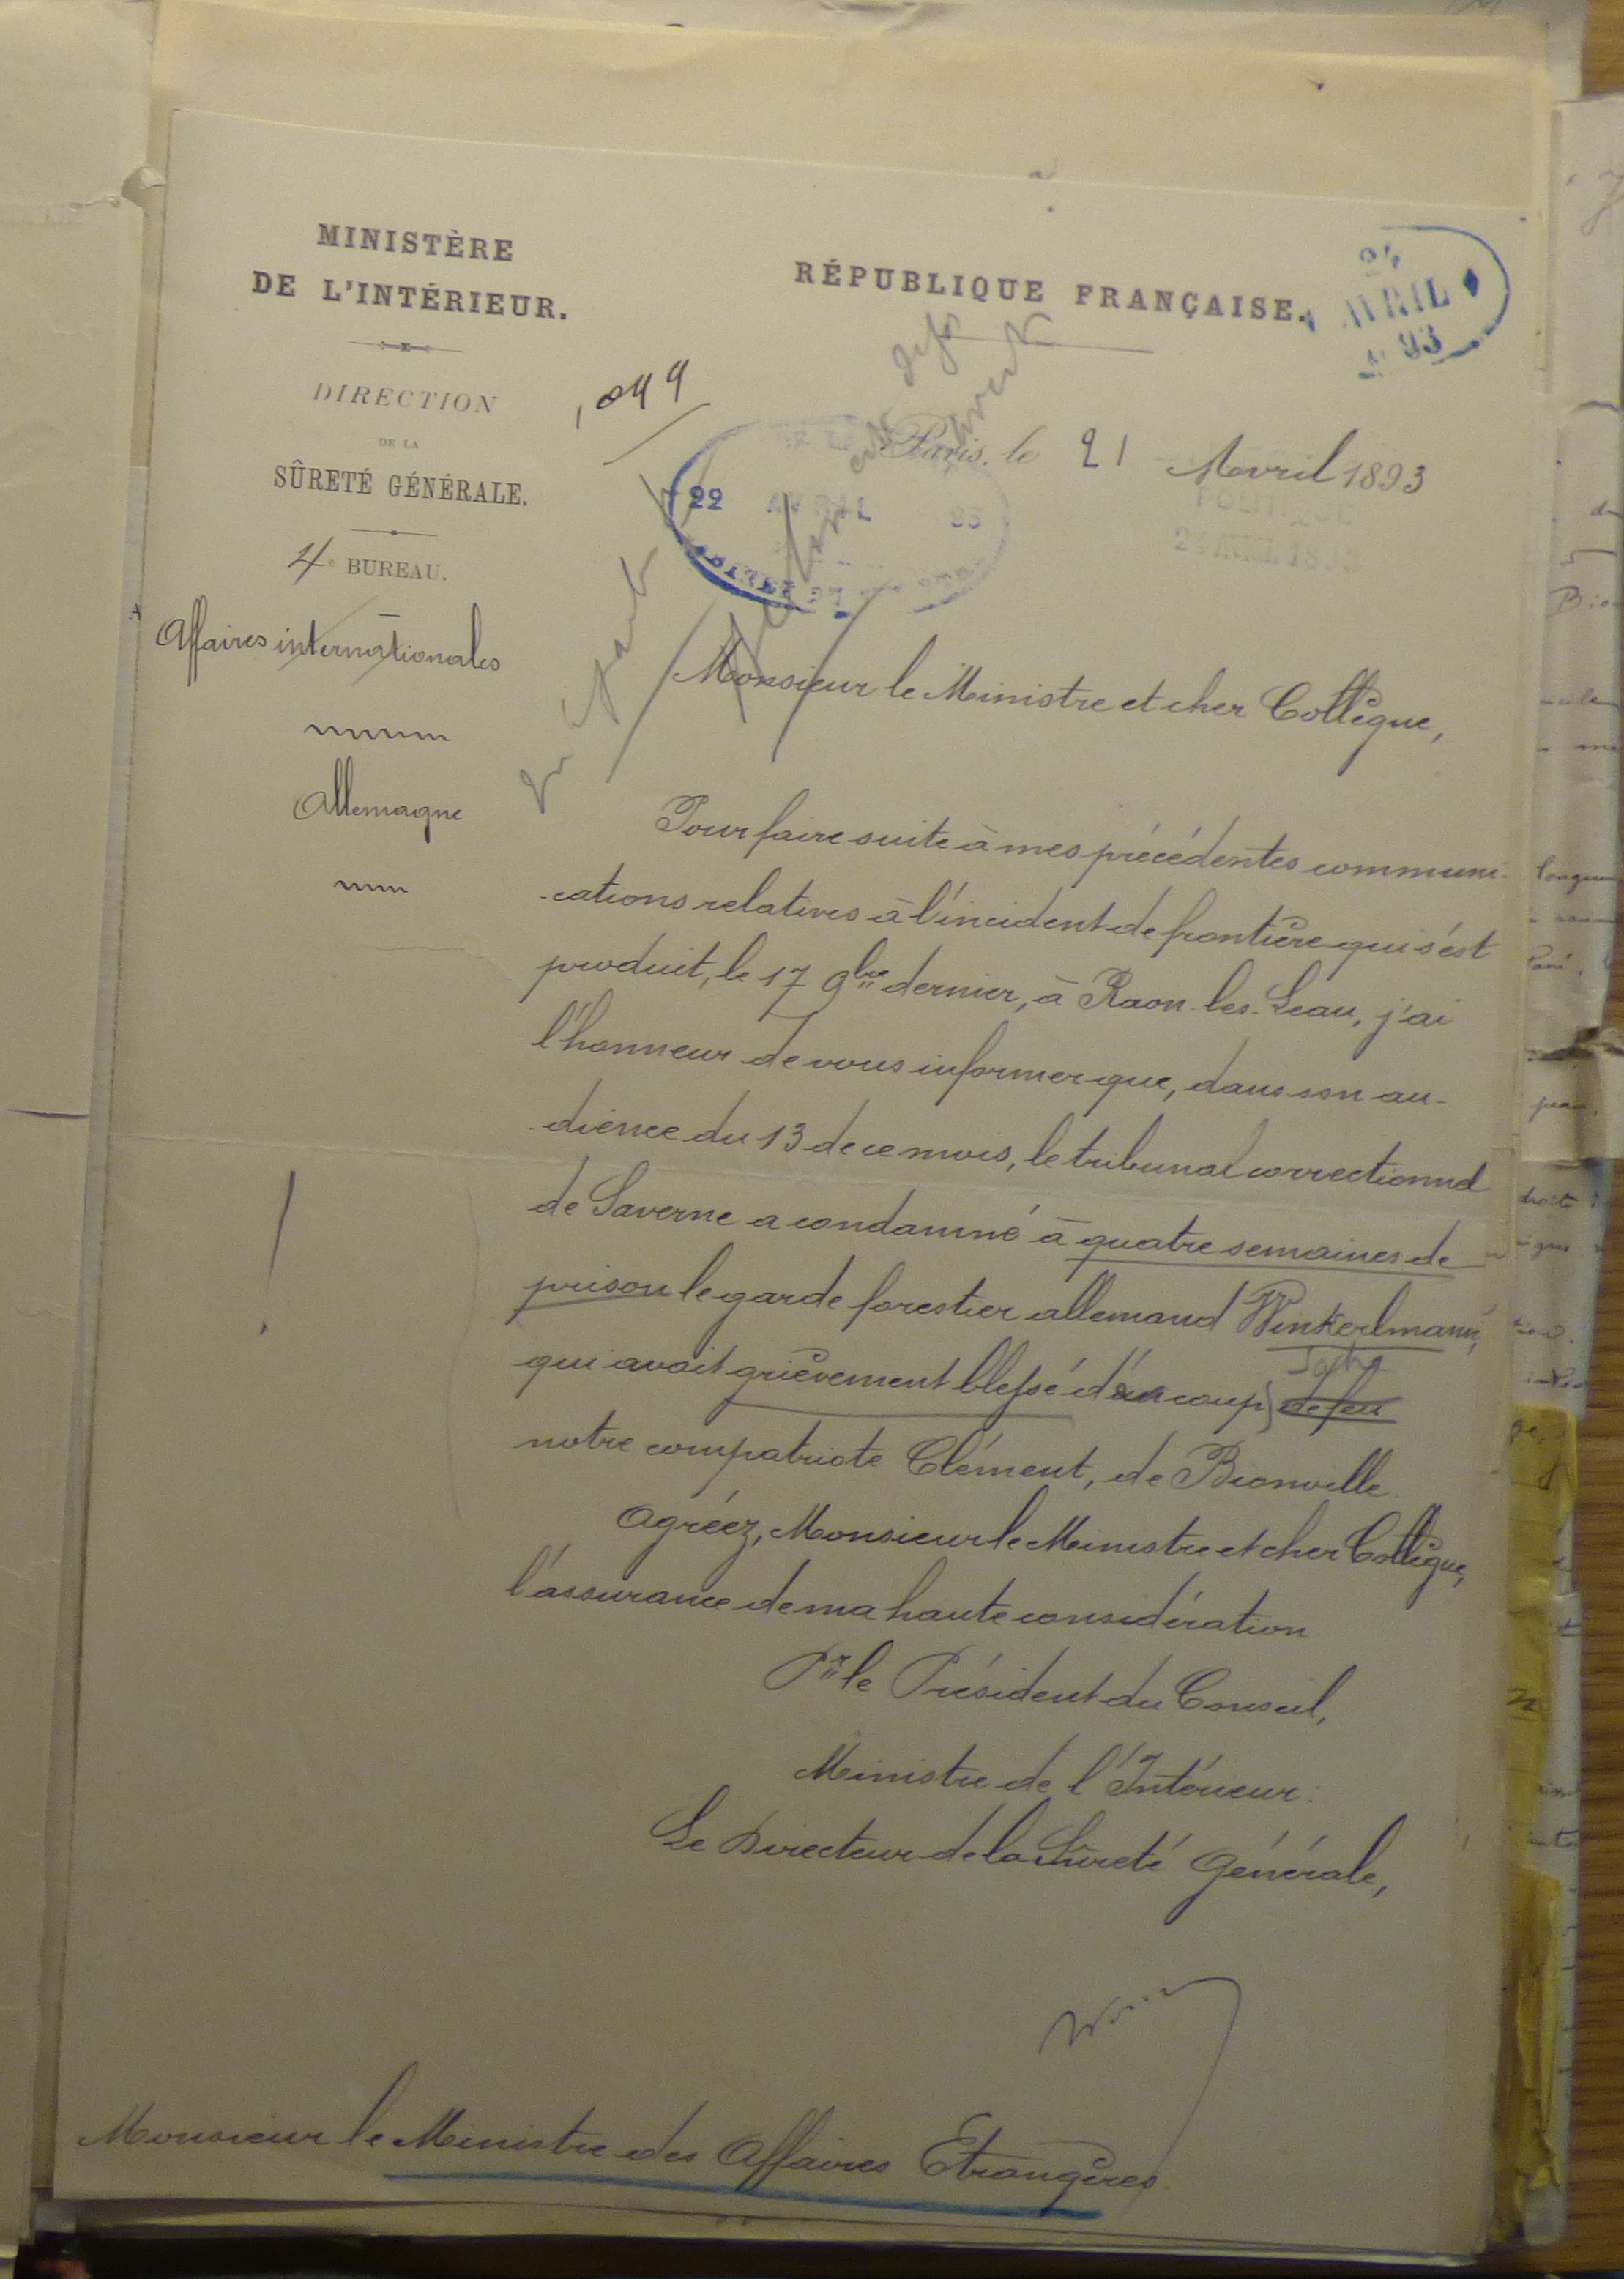 MINISTÈRE
DE L'INTÉRIEUR.
DIRECTION
DE LA
SÛRETÉ GÉNÉRALE.
4e BUREAU.
Affaires internationales
Allemagne
RÉPUBLIQUE FRANÇAISE.
24
AVRIL
93
22 AVRIL 93
POLITIQUE
24 AVRIL 1893
Paris, le 21 Avril 1893
Monsieur le Ministre et cher Collègue,
Pour faire suite à mes précédentes communi-
-cations relatives à l'incident de frontière qui s'est
produit, le 17 9bre dernier, à Raon-les-Leau, j'ai
l'honneur de vous informer que, dans son au-
-dience du 13 de ce mois, le tribunal correctionnel
de Saverne a condamné à quatre semaines de
prison le garde forestier allemand Winkerlmann,
qui avait grièvement blessé d'un coup de feu
notre compatriote Clément, de Bionville.
Agréez, Monsieur le Ministre et cher Collègue,
l'assurance de ma haute considération
Pr le Président du Conseil,
Ministre de l'Intérieur:
Le Directeur de la Sûreté Générale,
Monsieur le Ministre des Affaires Etrangères